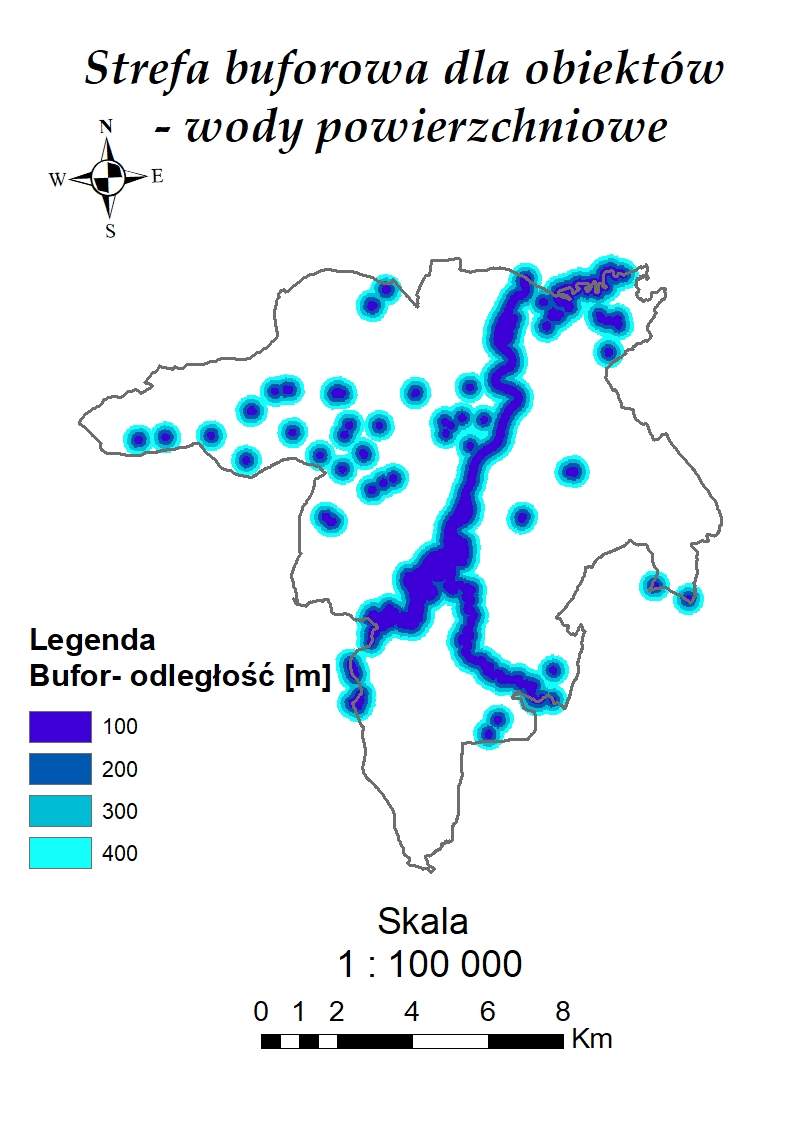 Strefa buforowa dla obiektów
- wody powierzchniowe
N
W E
S
Legenda
Bufor- odległość [m]
100
200
300
400
Skala
1 : 100 000
0 1 2 4 6 8
Km